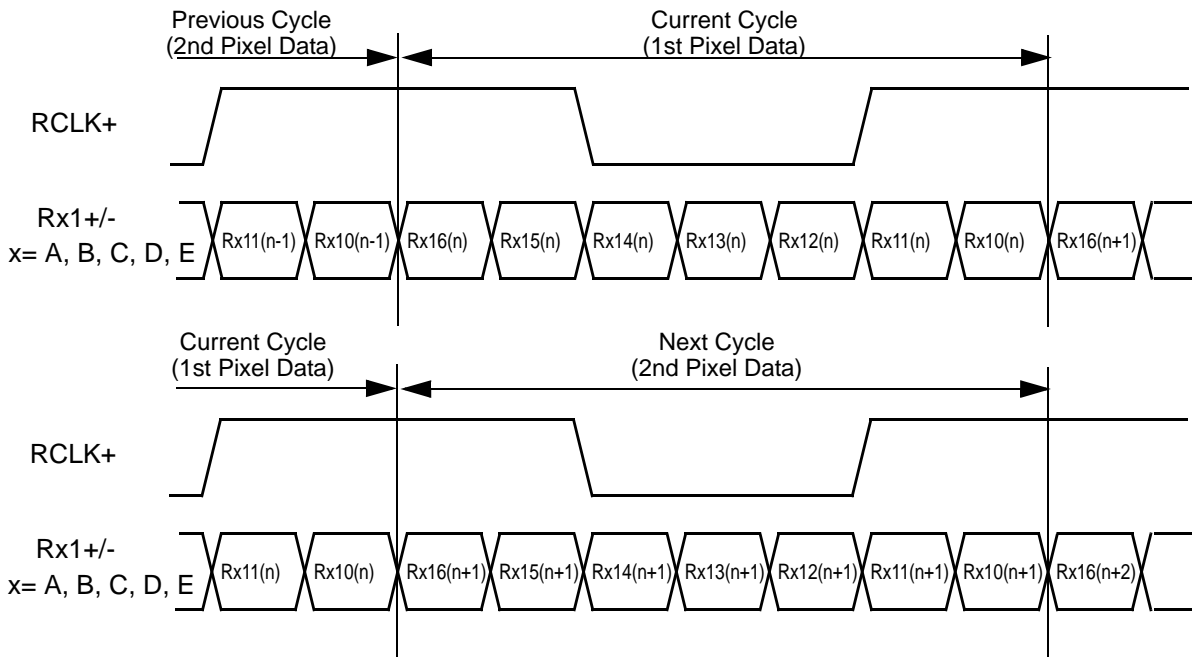 Previous Cycle
(2nd Pixel Data)
Current Cycle
(1st Pixel Data)
RCLK+
Rx1+/-
x= A, B, C, D, E
Rx11(n-1) Rx10(n-1) Rx16(n) Rx15(n) Rx14(n) Rx13(n) Rx12(n) Rx11(n) Rx10(n) Rx16(n+1)
Current Cycle
(1st Pixel Data)
Next Cycle
(2nd Pixel Data)
RCLK+
Rx1+/-
x= A, B, C, D, E
Rx11(n) Rx10(n) Rx16(n+1) Rx15(n+1) Rx14(n+1) Rx13(n+1) Rx12(n+1) Rx11(n+1) Rx10(n+1) Rx16(n+2)